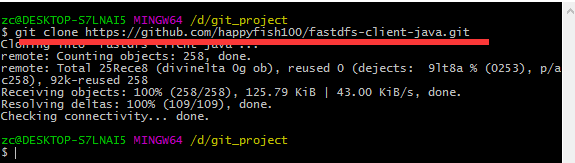 zc@DESKTOP-S7LNAI5 MINGW64 /d/git_project
$ git clone https://github.com/happyfish100/fastdfs-client-java.git
Cloning into 'fastdfs-client-java'...
remote: Counting objects: 258, done.
remote: Total 25Rece8 (divinelta 0g ob), reused 0 (dejects:  9lt8a % (0253), p/a
c258), 92k-reused 258
Receiving objects: 100% (258/258), 125.79 KiB | 43.00 KiB/s, done.
Resolving deltas: 100% (109/109), done.
Checking connectivity... done.
zc@DESKTOP-S7LNAI5 MINGW64 /d/git_project
$